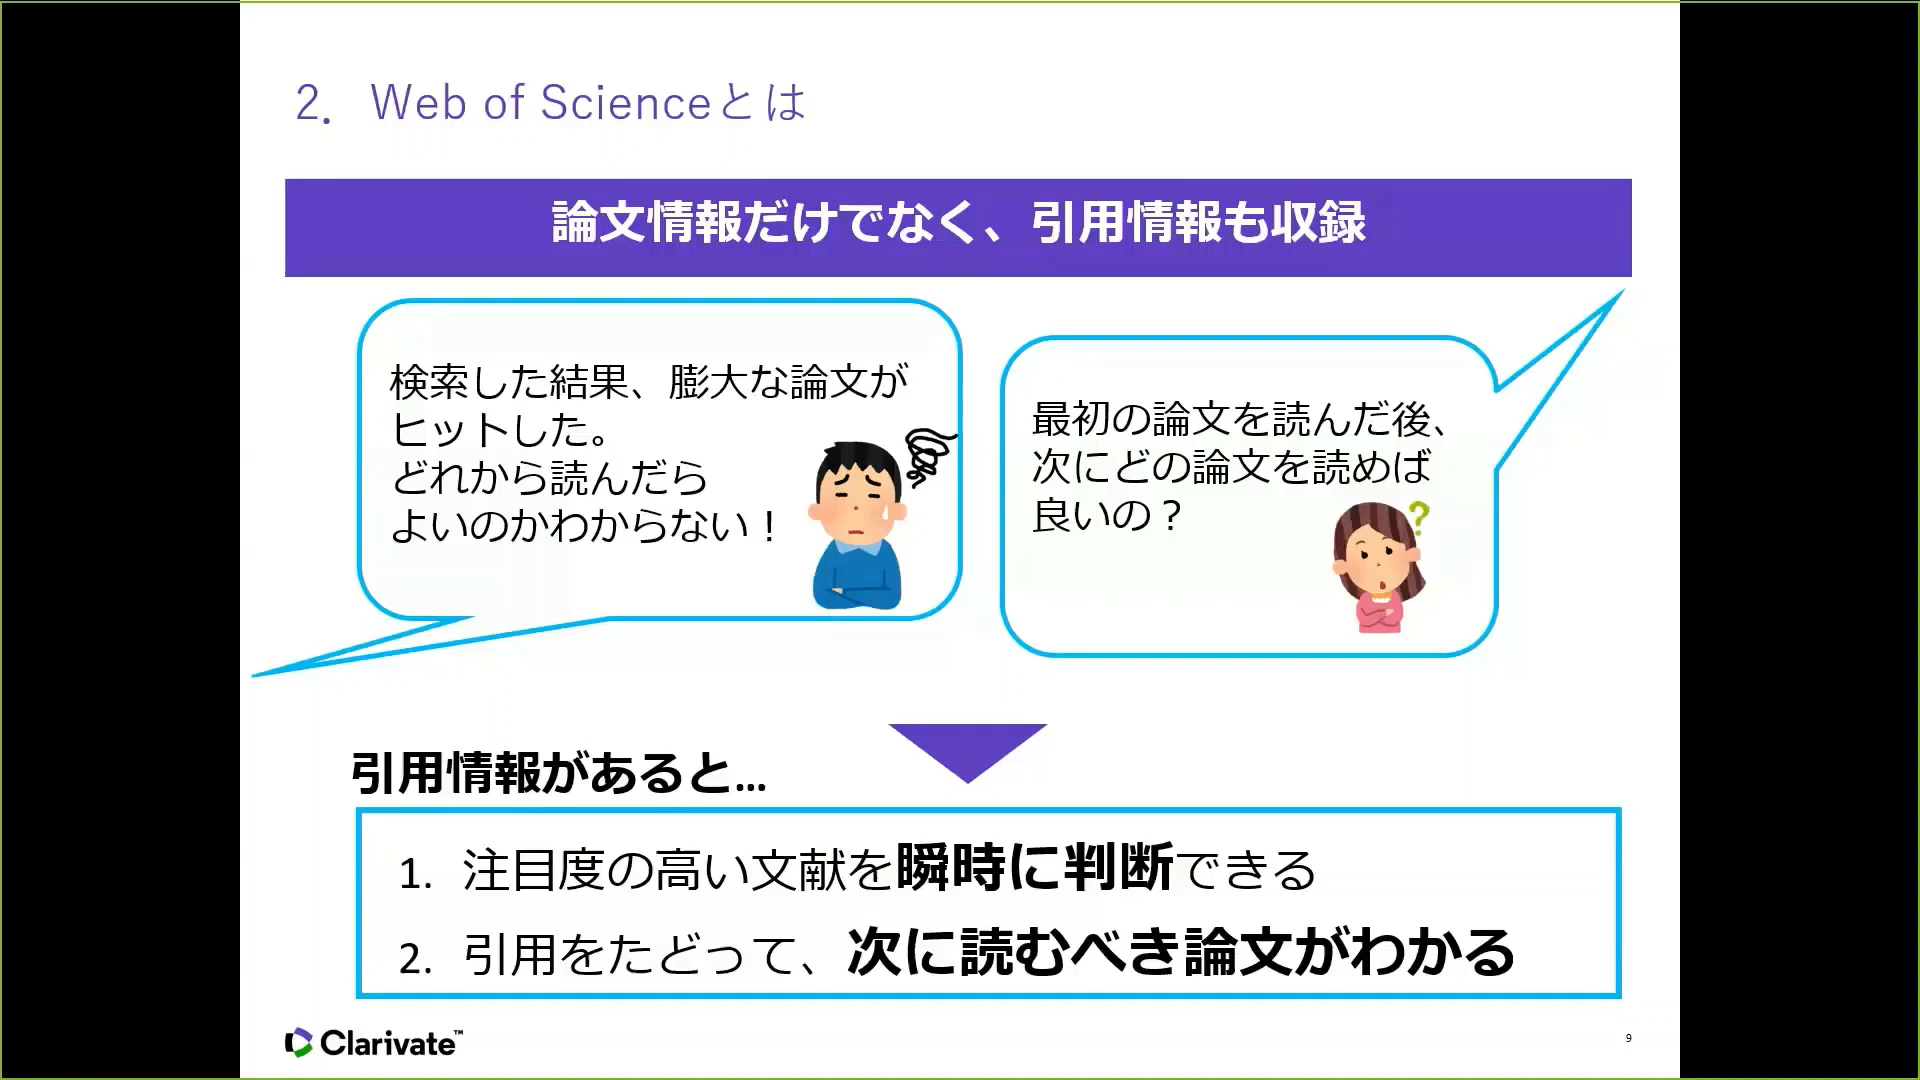 2. Web of Scienceとは
論文情報だけでなく、引用情報も収録
検索した結果、膨大な論文が
ヒットした。
どれから読んだら
よいのかわからない！
最初の論文を読んだ後、
次にどの論文を読めば
良いの？
?
引用情報があると...
1. 注目度の高い文献を瞬時に判断できる
2. 引用をたどって、次に読むべき論文がわかる
Clarivate™
9